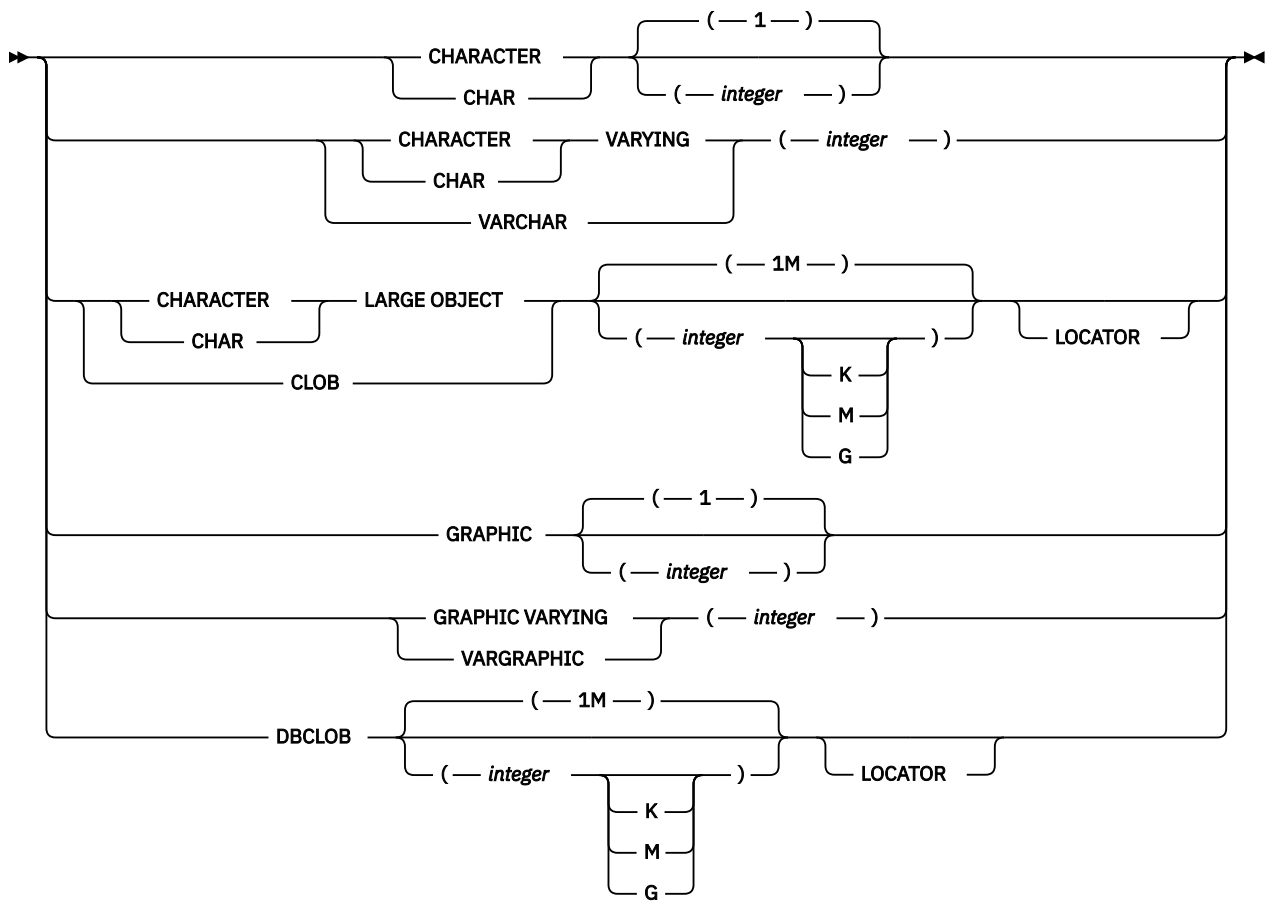 ( 1 )
CHARACTER
CHAR
( integer )
CHARACTER VARYING ( integer )
CHAR
VARCHAR
( 1M )
CHARACTER LARGE OBJECT
CHAR ( integer ) LOCATOR
K
CLOB
M
G
( 1 )
GRAPHIC
( integer )
GRAPHIC VARYING ( integer )
VARGRAPHIC
( 1M )
DBCLOB
( integer ) LOCATOR
K
M
G